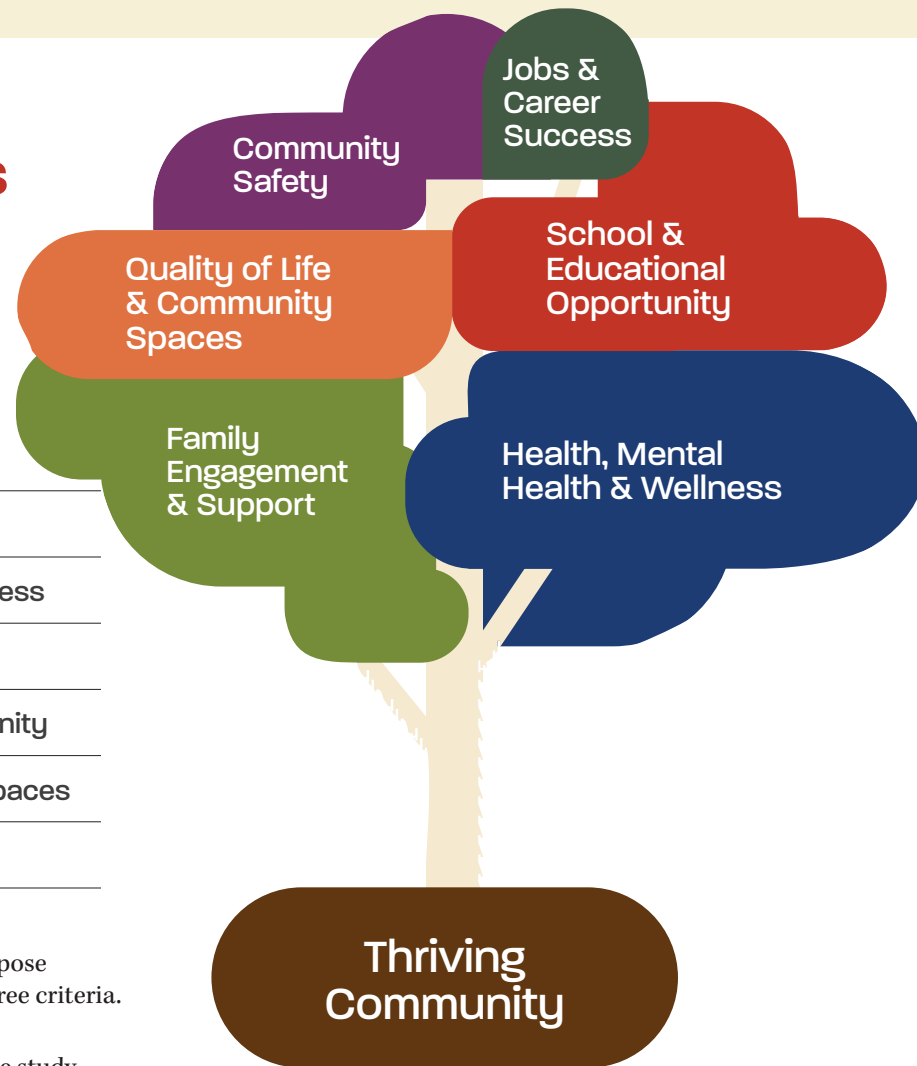 s
ess
nity
paces
pose
ree criteria.
e study
Jobs &
Career
Success
Community
Safety
School &
Educational
Opportunity
Quality of Life
& Community
Spaces
Family
Engagement
& Support
Health, Mental
Health & Wellness
Thriving
Community